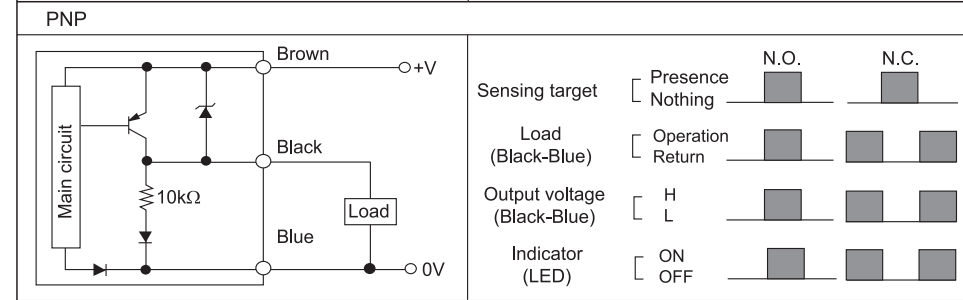 PNP
Brown
+V
Main circuit
Black
10kΩ
Load
Blue
0V
N.O. N.C.
Sensing target Presence
Nothing
Load
(Black-Blue)
Operation
Return
Output voltage
(Black-Blue)
H
L
Indicator
(LED)
ON
OFF